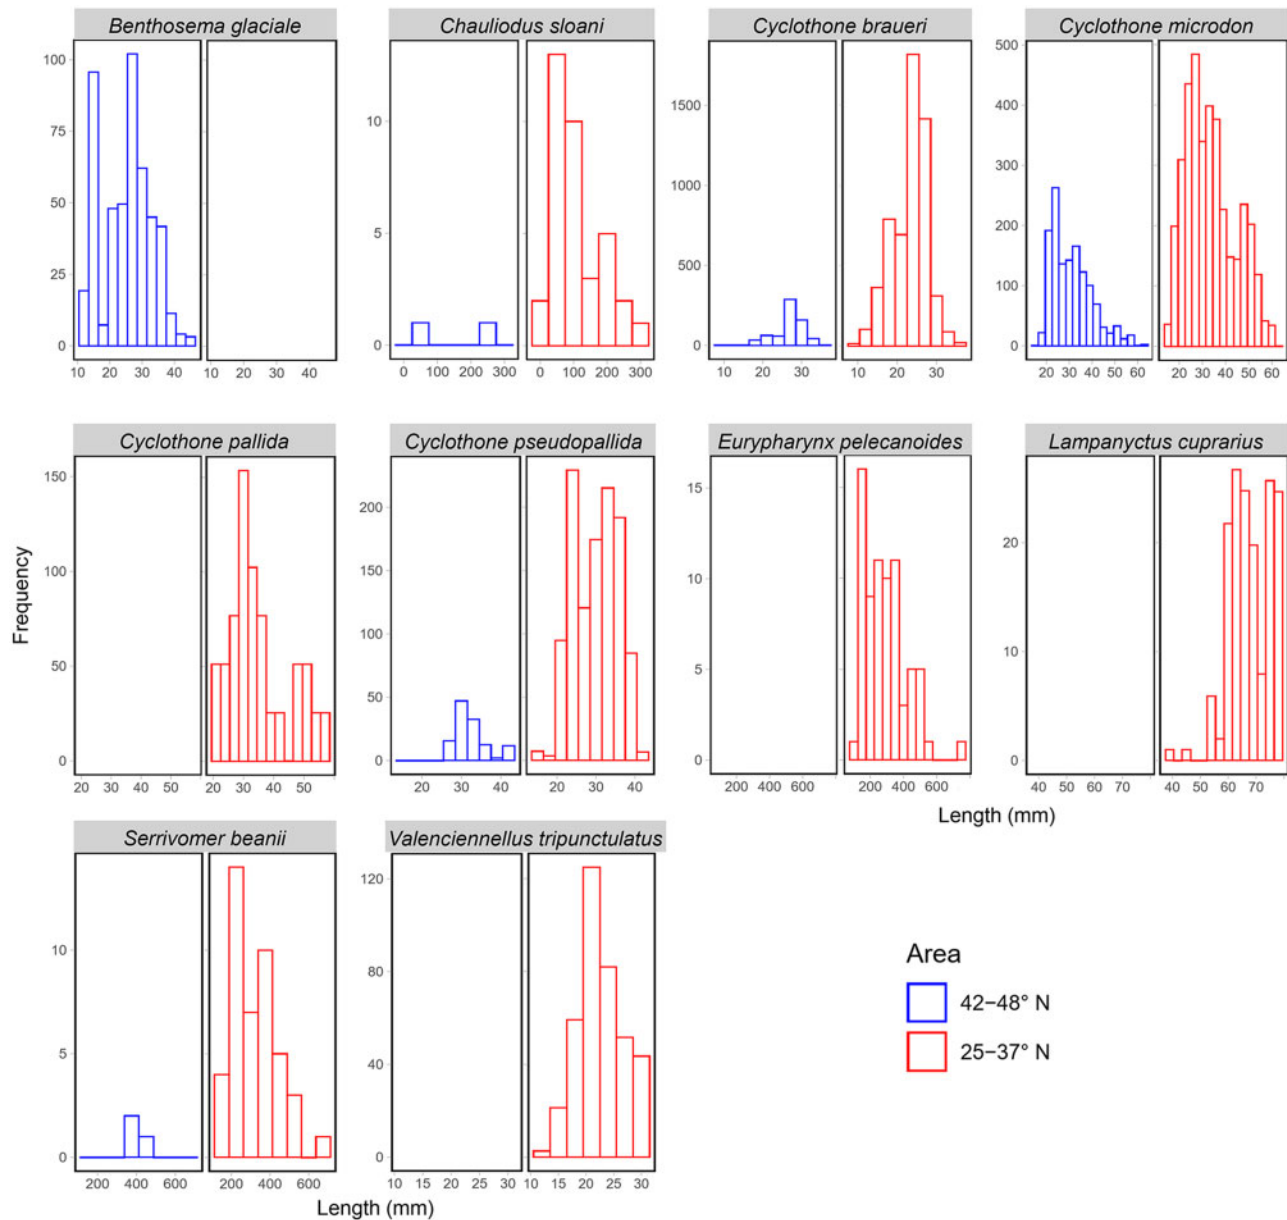 Benthosema glaciale
Chauliodus sloani
Cyclothone braueri
Cyclothone microdon
100
75
50
25
0
10 20 30 40
10 20 30 40
10
5
0
0 100 200 300
0 100 200 300
1500
1000
500
0
10 20 30
10 20 30
500
400
300
200
100
0
20 30 40 50 60
20 30 40 50 60
Cyclothone pallida
Cyclothone pseudopallida
Eurypharynx pelecanoides
Lampanyctus cuprarius
Frequency
150
100
50
0
20 30 40 50
20 30 40 50
200
150
100
50
0
20 30 40
20 30 40
15
10
5
0
200 400 600
200 400 600
20
10
0
40 50 60 70
40 50 60 70
Length (mm)
Serrivomer beanii
Valenciennellus tripunctulatus
10
5
0
200 400 600
200 400 600
120
80
40
0
10 15 20 25 30
10 15 20 25 30
Length (mm)
Area
42–48° N
25–37° N